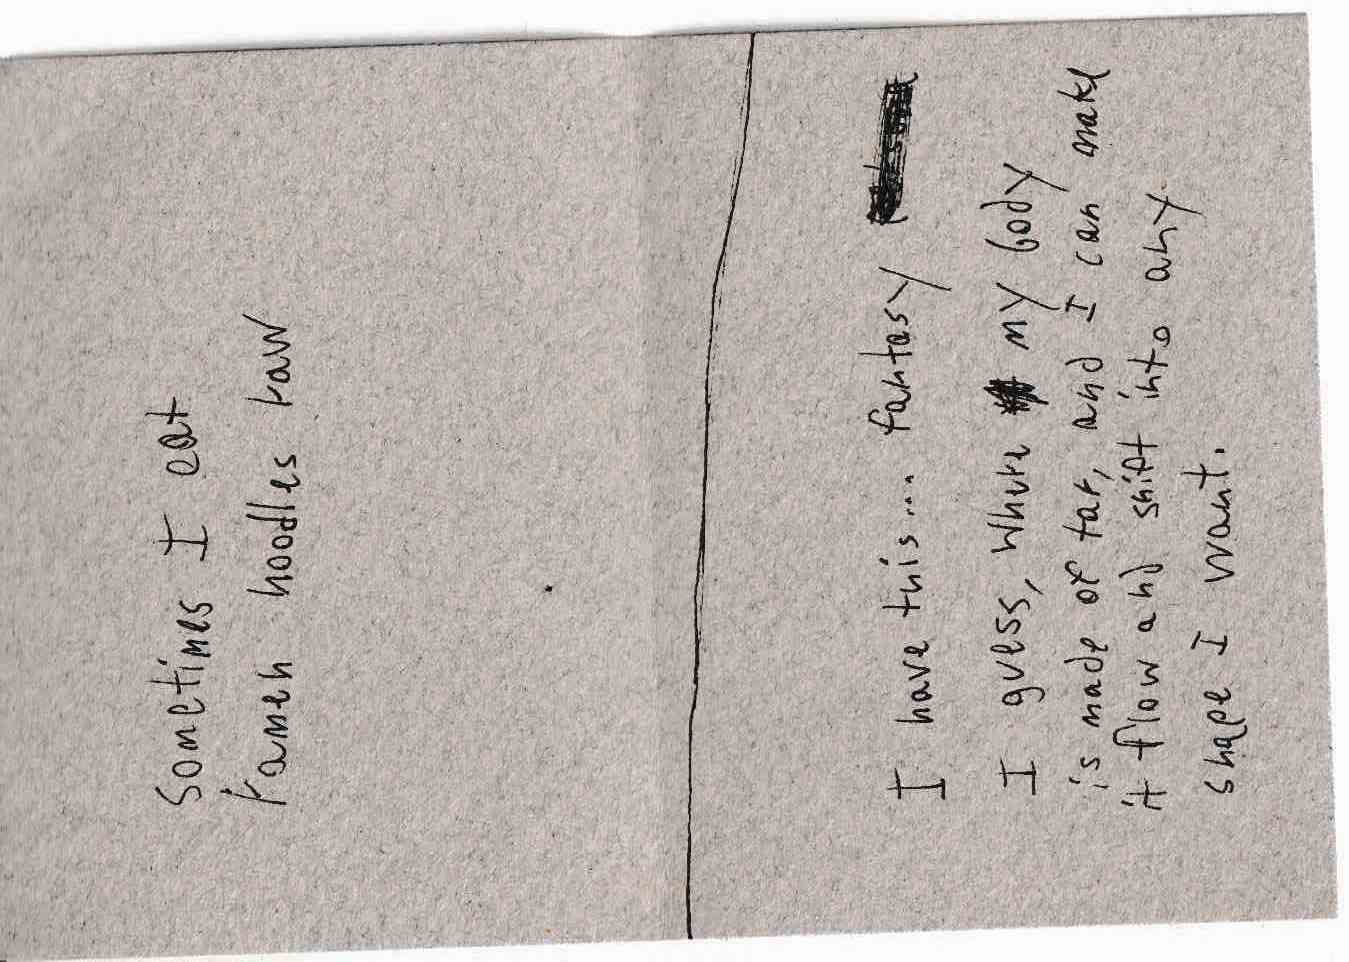 Sometimes I eat
ramen noodles raw
I have this.... fantasy
I guess, where my body
is made of tar, and I can make
it flow and shift into any
shape I want.